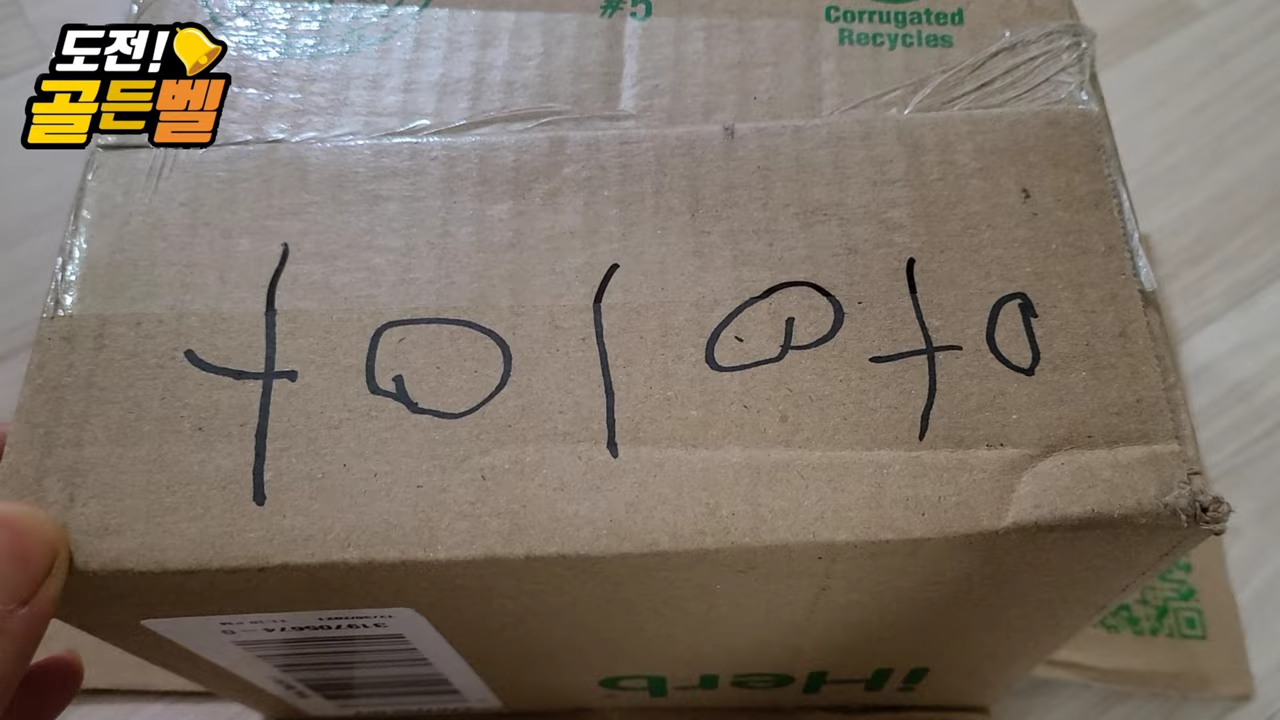 도전!
골든벨
#5
Corrugated
Recycles
+ O | O + O
iHerb